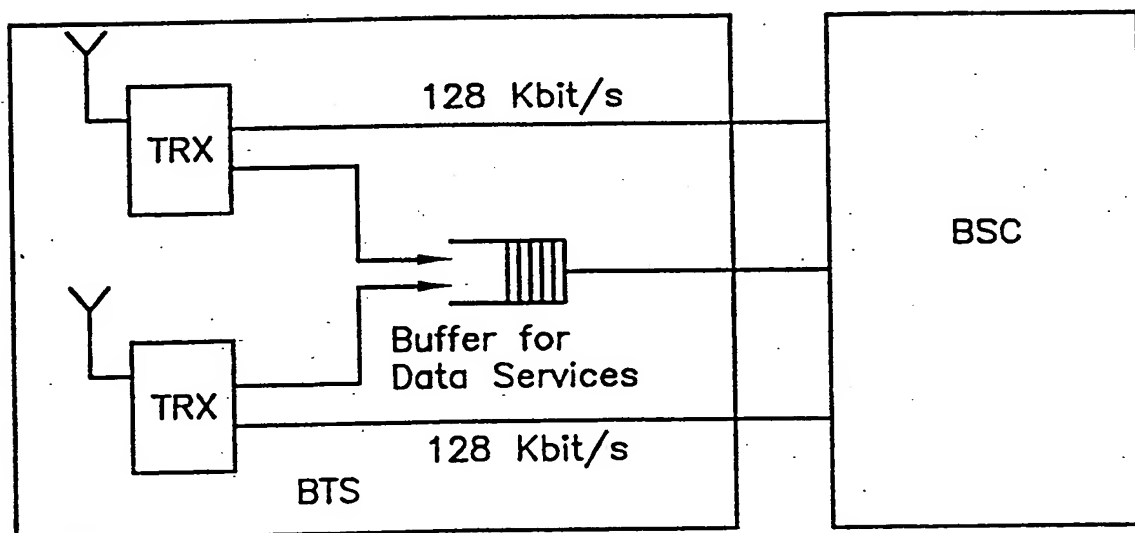 128 Kbit/s
TRX
BSC
Buffer for
Data Services
TRX
128 Kbit/s
BTS